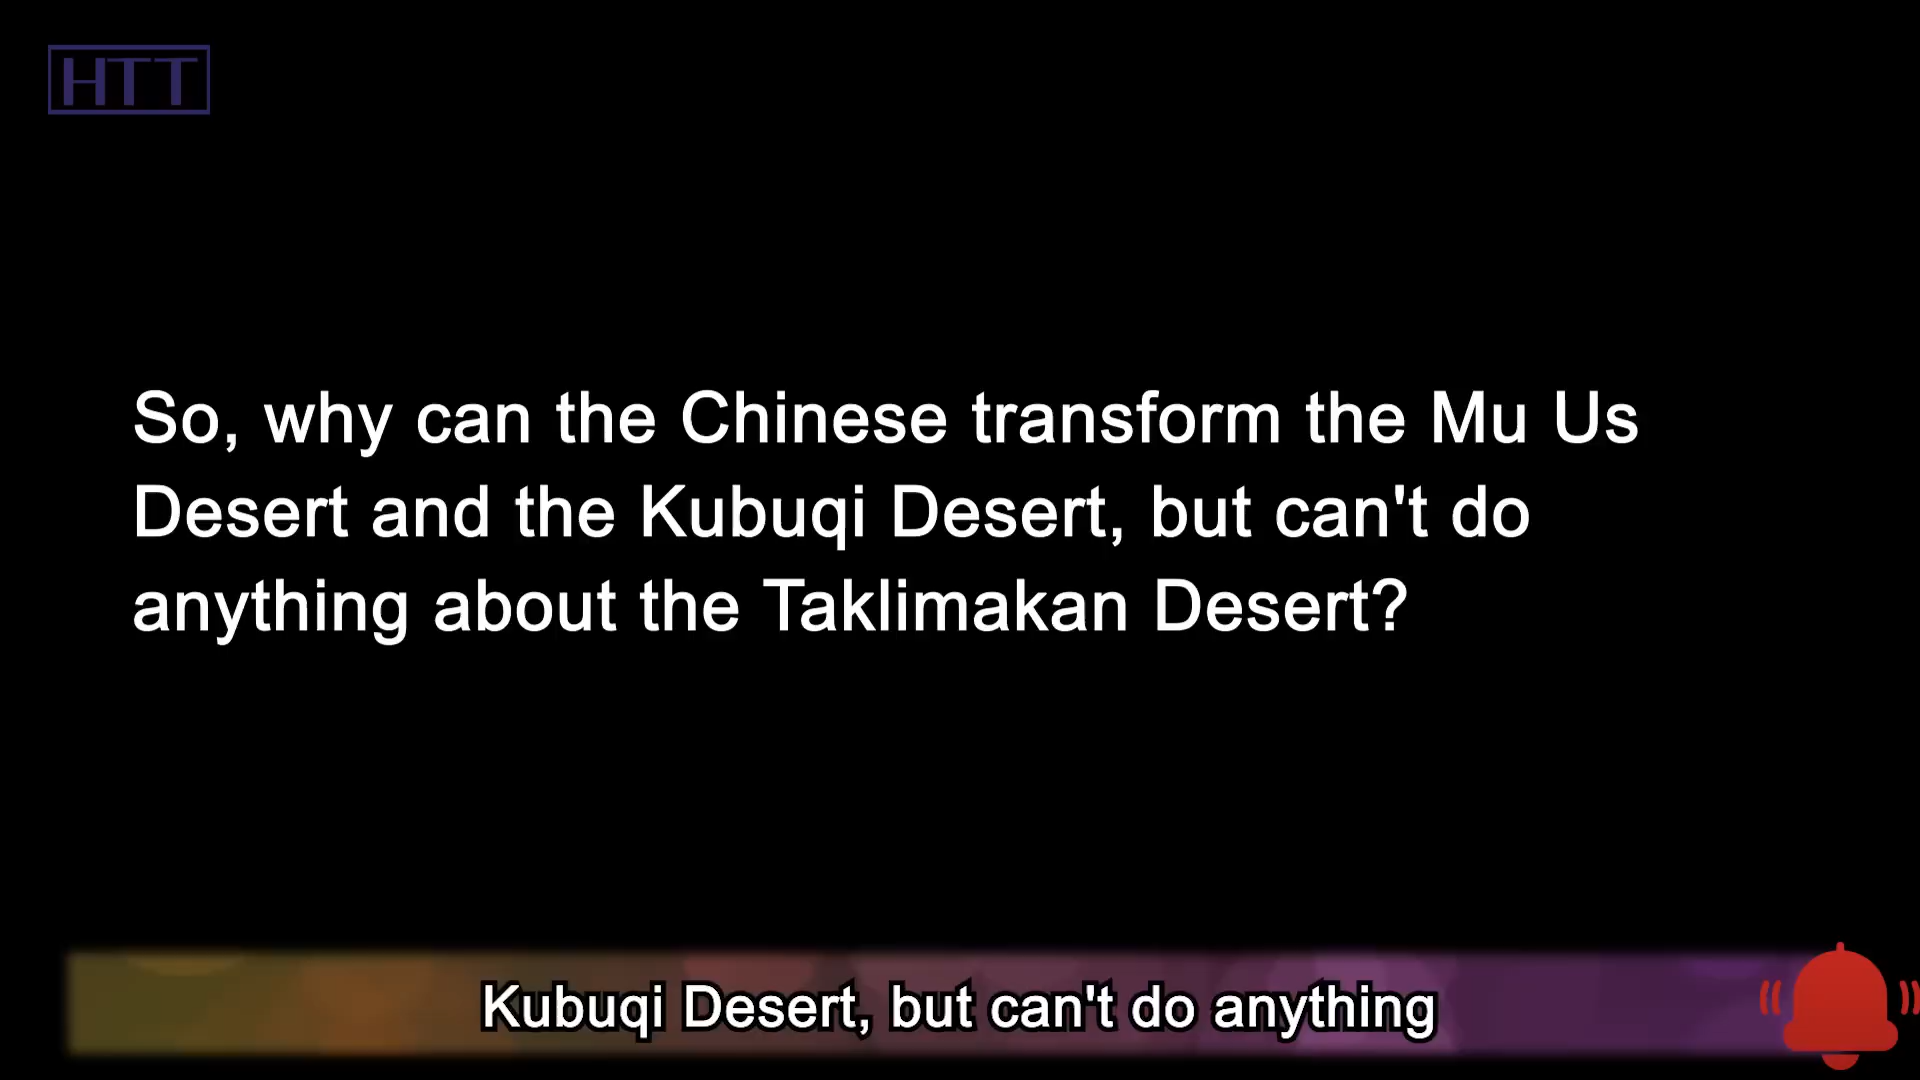 HTT
So, why can the Chinese transform the Mu Us
Desert and the Kubuqi Desert, but can't do
anything about the Taklimakan Desert?
Kubuqi Desert, but can't do anything